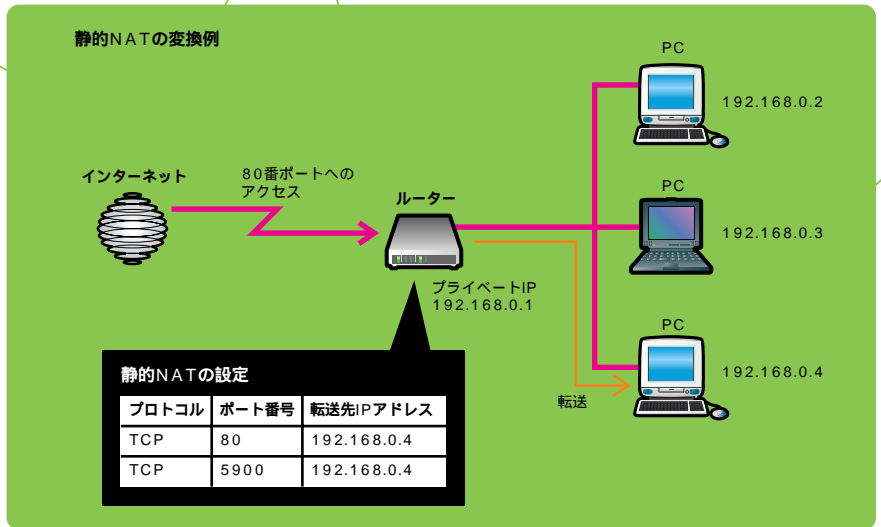 静的NATの変換例
PC
192.168.0.2
インターネット
80番ポートへの
アクセス
ルーター
PC
192.168.0.3
プライベートIP
192.168.0.1
PC
192.168.0.4
転送
静的NATの設定
プロトコル ポート番号 転送先IPアドレス
TCP 80 192.168.0.4
TCP 5900 192.168.0.4